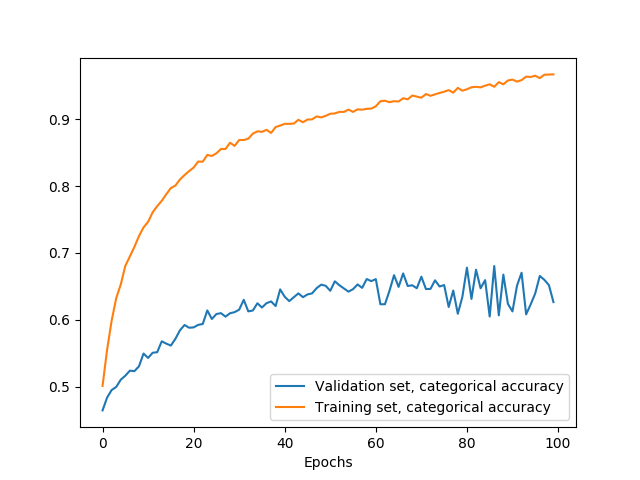 0.9
0.8
0.7
0.6
0.5
Validation set, categorical accuracy
Training set, categorical accuracy
0 20 40 60 80 100
Epochs